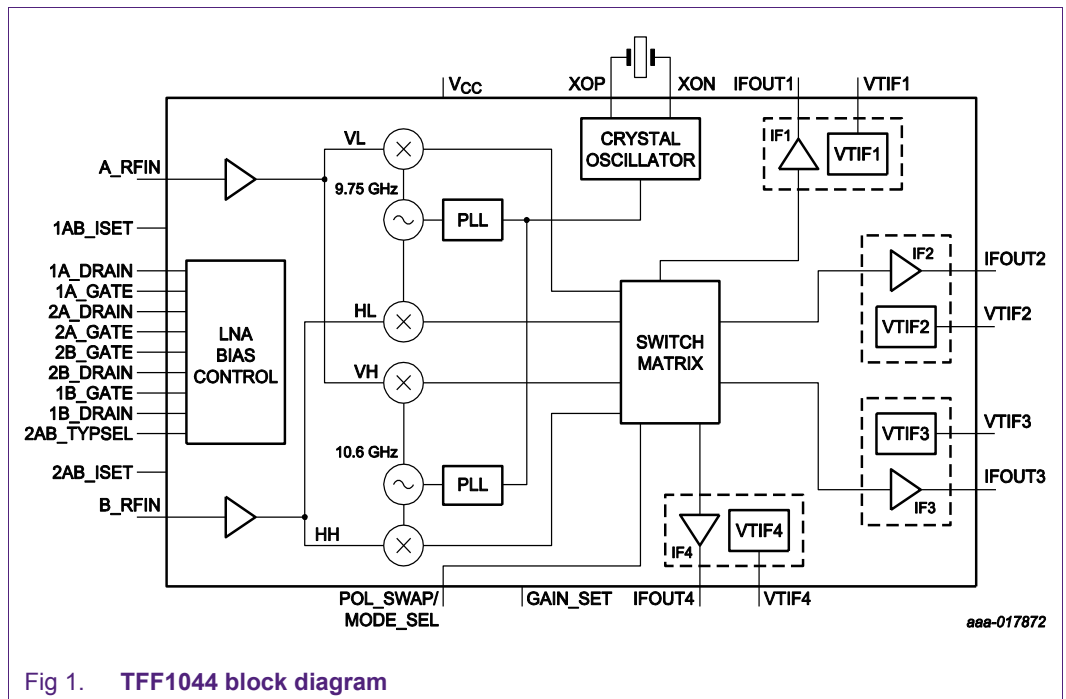 V<sub>CC</sub>
XOP
XON
IFOUT1
VTIF1
CRYSTAL
OSCILLATOR
IF1
VTIF1
A_RFIN
VL
9.75 GHz
PLL
1AB_ISET
1A_DRAIN
1A_GATE
2A_DRAIN
2A_GATE
2B_GATE
2B_DRAIN
1B_GATE
1B_DRAIN
2AB_TYPSEL
LNA
BIAS
CONTROL
HL
VH
SWITCH
MATRIX
IF2
IFOUT2
VTIF2
VTIF2
VTIF3
VTIF3
IFOUT3
IF3
2AB_ISET
B_RFIN
10.6 GHz
PLL
HH
IF4
VTIF4
POL_SWAP/
MODE_SEL
GAIN_SET
IFOUT4
VTIF4
aaa-017872
Fig 1. TFF1044 block diagram